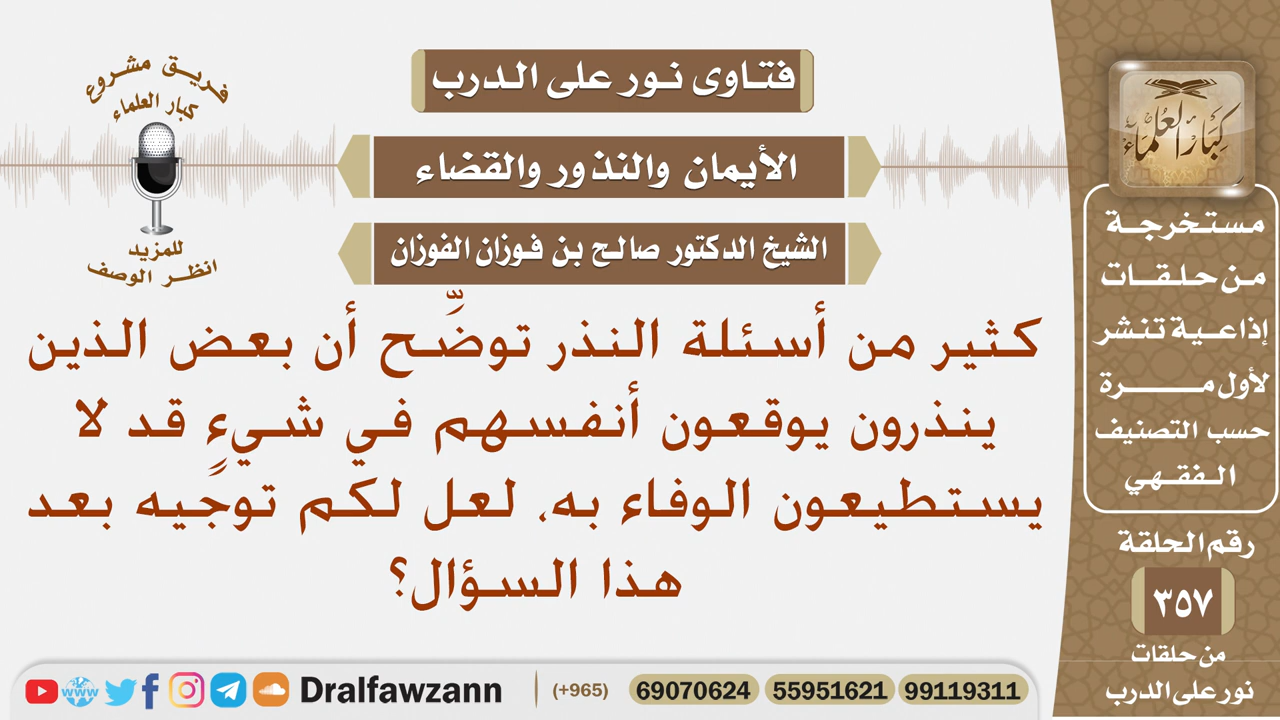 فتاوى نور على الدرب
الأيمان والنذور والقضاء
الشيخ الدكتور صالح بن فوزان الفوزان
كثير من أسئلة النذر توضِّح أن بعض الذين
ينذرون يوقعون أنفسهم في شيءٍ قد لا
يستطيعون الوفاء به، لعل لكم توجيه بعد
هذا السؤال؟
فريق مشروع
كبار العلماء
للمزيد
انظر الوصف
كبار العلماء
مستخرجة
من حلقات
إذاعية تنشر
لأول مرة
حسب التصنيف
الفقهي
رقم الحلقة
٣٥٧
من حلقات
نور على الدرب
www
Dralfawzann
(+965) 69070624 55951621 99119311